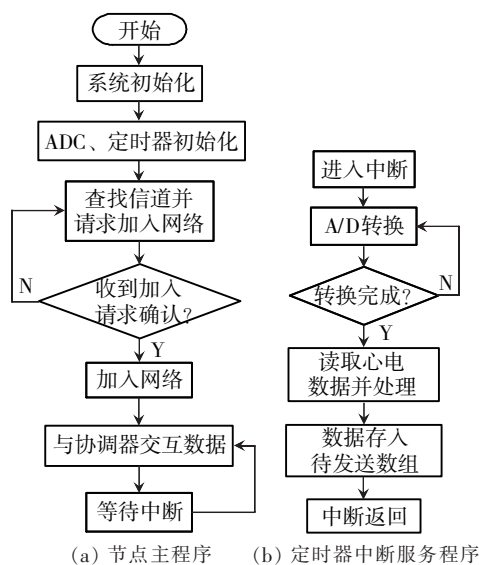 开始
系统初始化
ADC、定时器初始化
查找信道并
请求加入网络
N
收到加入
请求确认?
Y
加入网络
与协调器交互数据
等待中断
(a) 节点主程序
进入中断
A/D转换
转换完成?
N
Y
读取心电
数据并处理
数据存入
待发送数组
中断返回
(b) 定时器中断服务程序